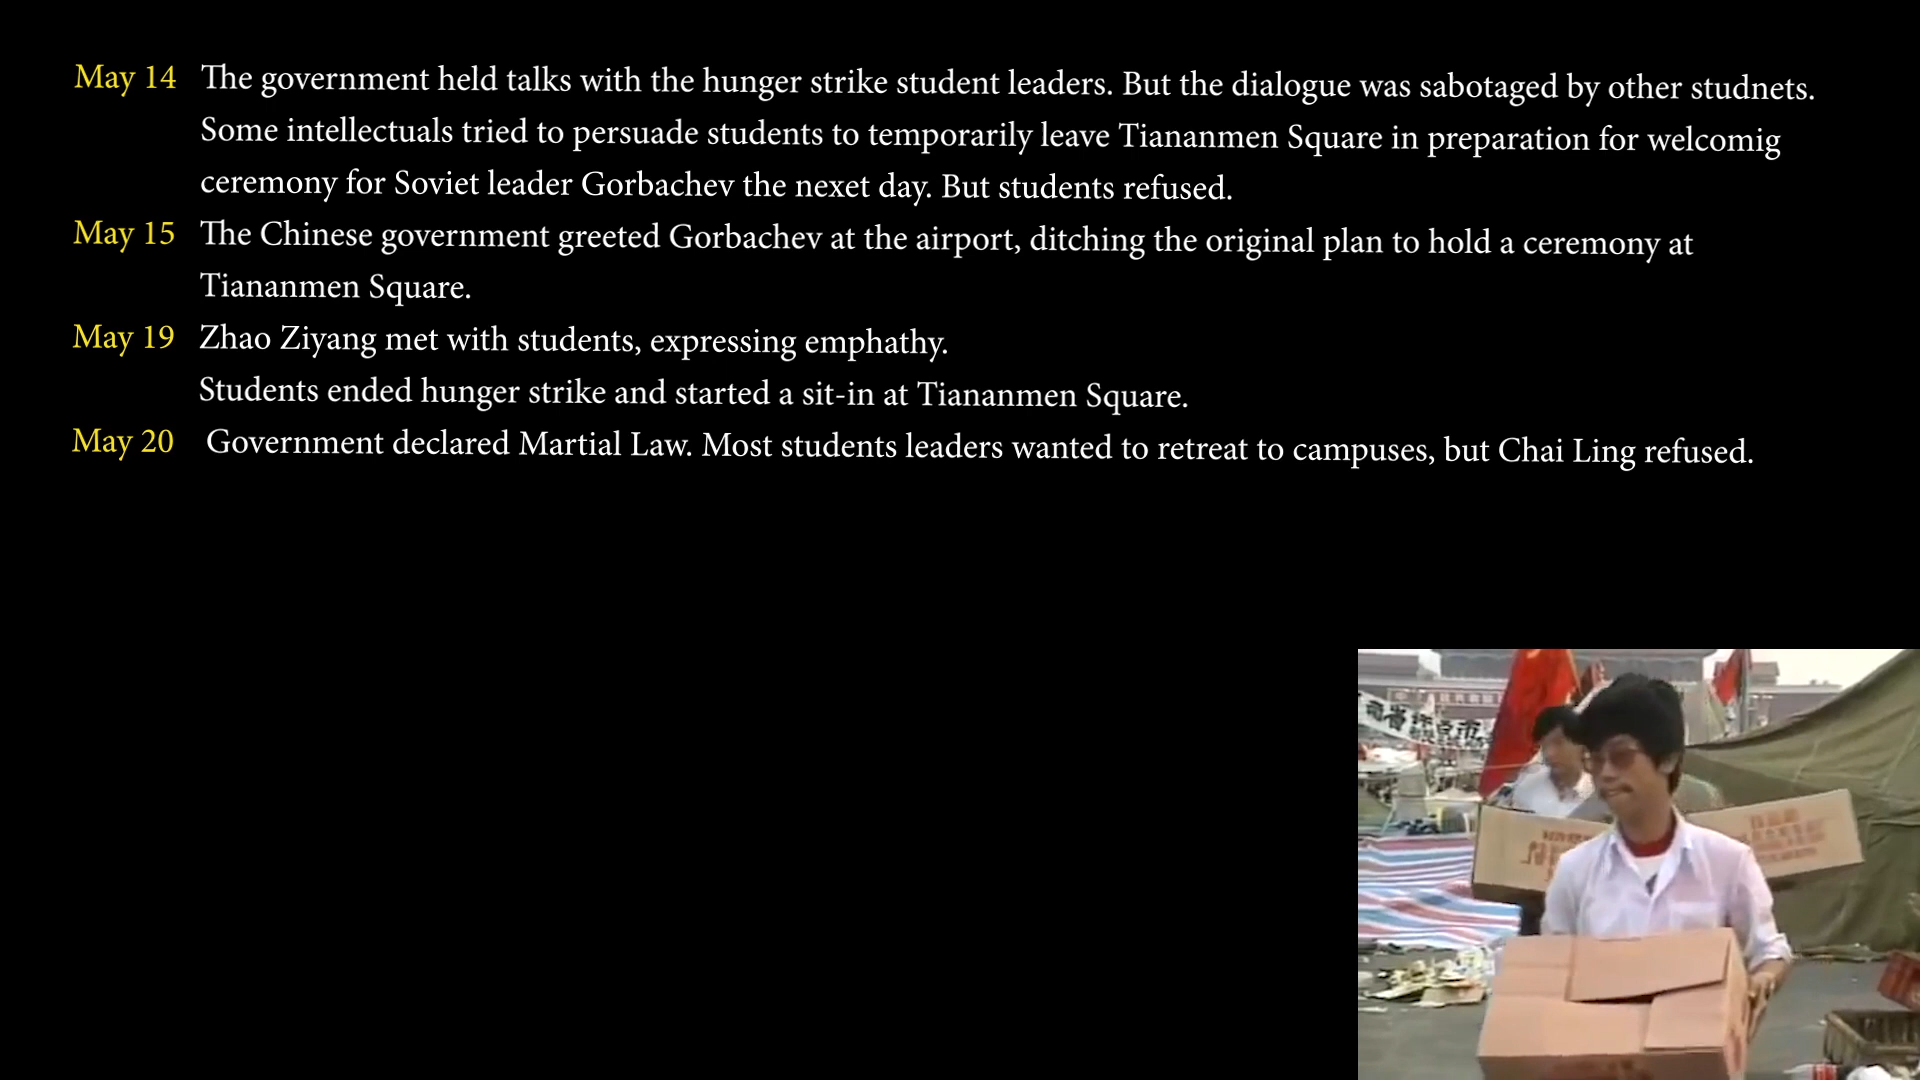 May 14 The government held talks with the hunger strike student leaders. But the dialogue was sabotaged by other studnets.
Some intellectuals tried to persuade students to temporarily leave Tiananmen Square in preparation for welcomig
ceremony for Soviet leader Gorbachev the nexet day. But students refused.
May 15 The Chinese government greeted Gorbachev at the airport, ditching the original plan to hold a ceremony at
Tiananmen Square.
May 19 Zhao Ziyang met with students, expressing emphathy.
Students ended hunger strike and started a sit-in at Tiananmen Square.
May 20 Government declared Martial Law. Most students leaders wanted to retreat to campuses, but Chai Ling refused.